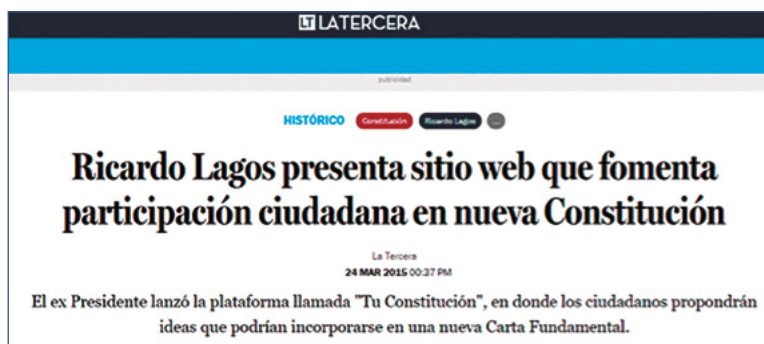 LT LATERCERA
publicidad
HISTÓRICO Constitución Ricardo Lagos ...
Ricardo Lagos presenta sitio web que fomenta
participación ciudadana en nueva Constitución
La Tercera
24 MAR 2015 00:37 PM
El ex Presidente lanzó la plataforma llamada "Tu Constitución", en donde los ciudadanos propondrán
ideas que podrían incorporarse en una nueva Carta Fundamental.